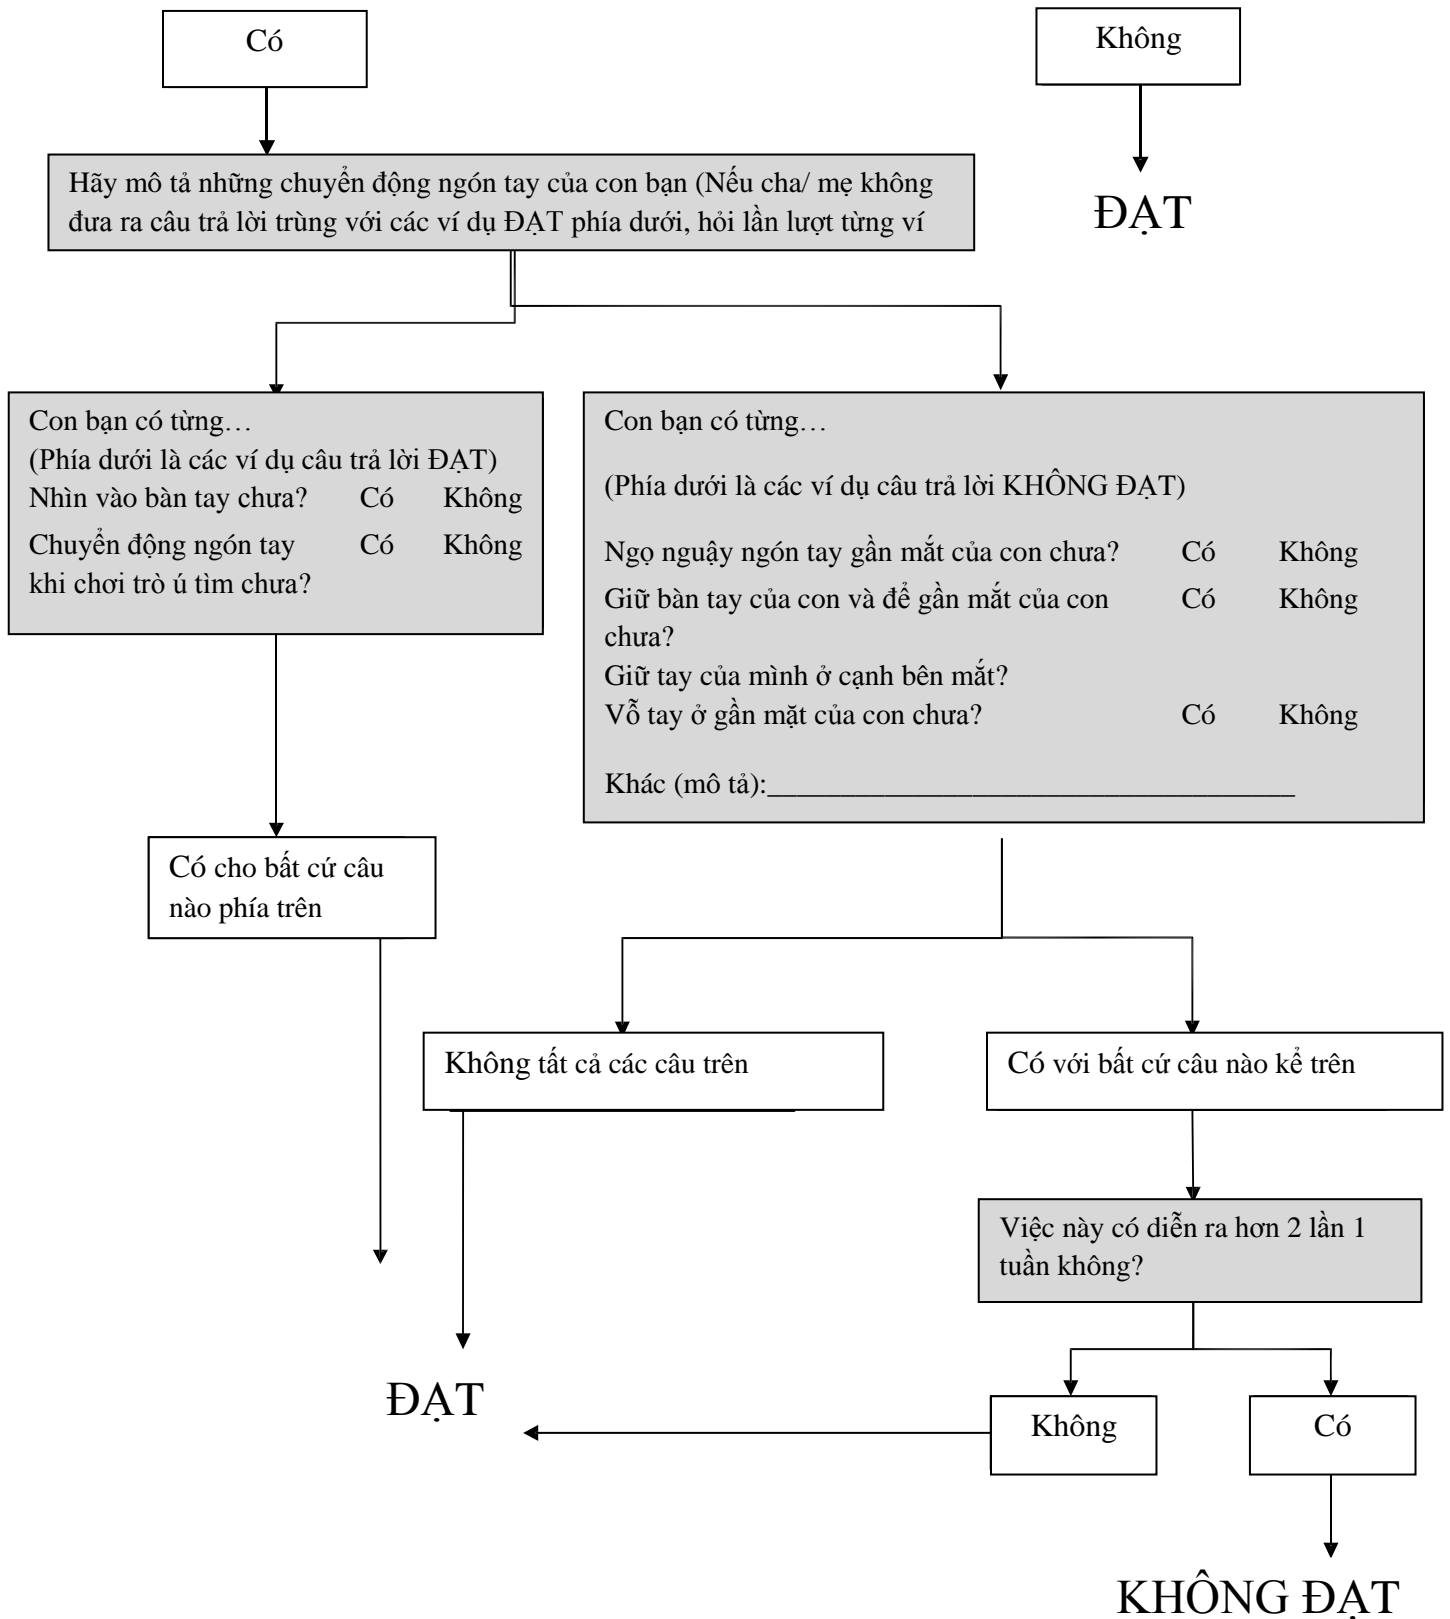 Có
Không
Hãy mô tả những chuyển động ngón tay của con bạn (Nếu cha/ mẹ không
đưa ra câu trả lời trùng với các ví dụ ĐẠT phía dưới, hỏi lần lượt từng ví
ĐẠT
Con bạn có từng…
(Phía dưới là các ví dụ câu trả lời ĐẠT)
Nhìn vào bàn tay chưa? Có Không
Chuyển động ngón tay Có Không
khi chơi trò ú tìm chưa?
Con bạn có từng…
(Phía dưới là các ví dụ câu trả lời KHÔNG ĐẠT)
Ngọ nguậy ngón tay gần mắt của con chưa? Có Không
Giữ bàn tay của con và để gần mắt của con Có Không
chưa?
Giữ tay của mình ở cạnh bên mắt?
Vỗ tay ở gần mặt của con chưa? Có Không
Khác (mô tả):____________________________________
Có cho bất cứ câu
nào phía trên
Không tất cả các câu trên
Có với bất cứ câu nào kể trên
Việc này có diễn ra hơn 2 lần 1
tuần không?
ĐẠT
Không
Có
KHÔNG ĐẠT